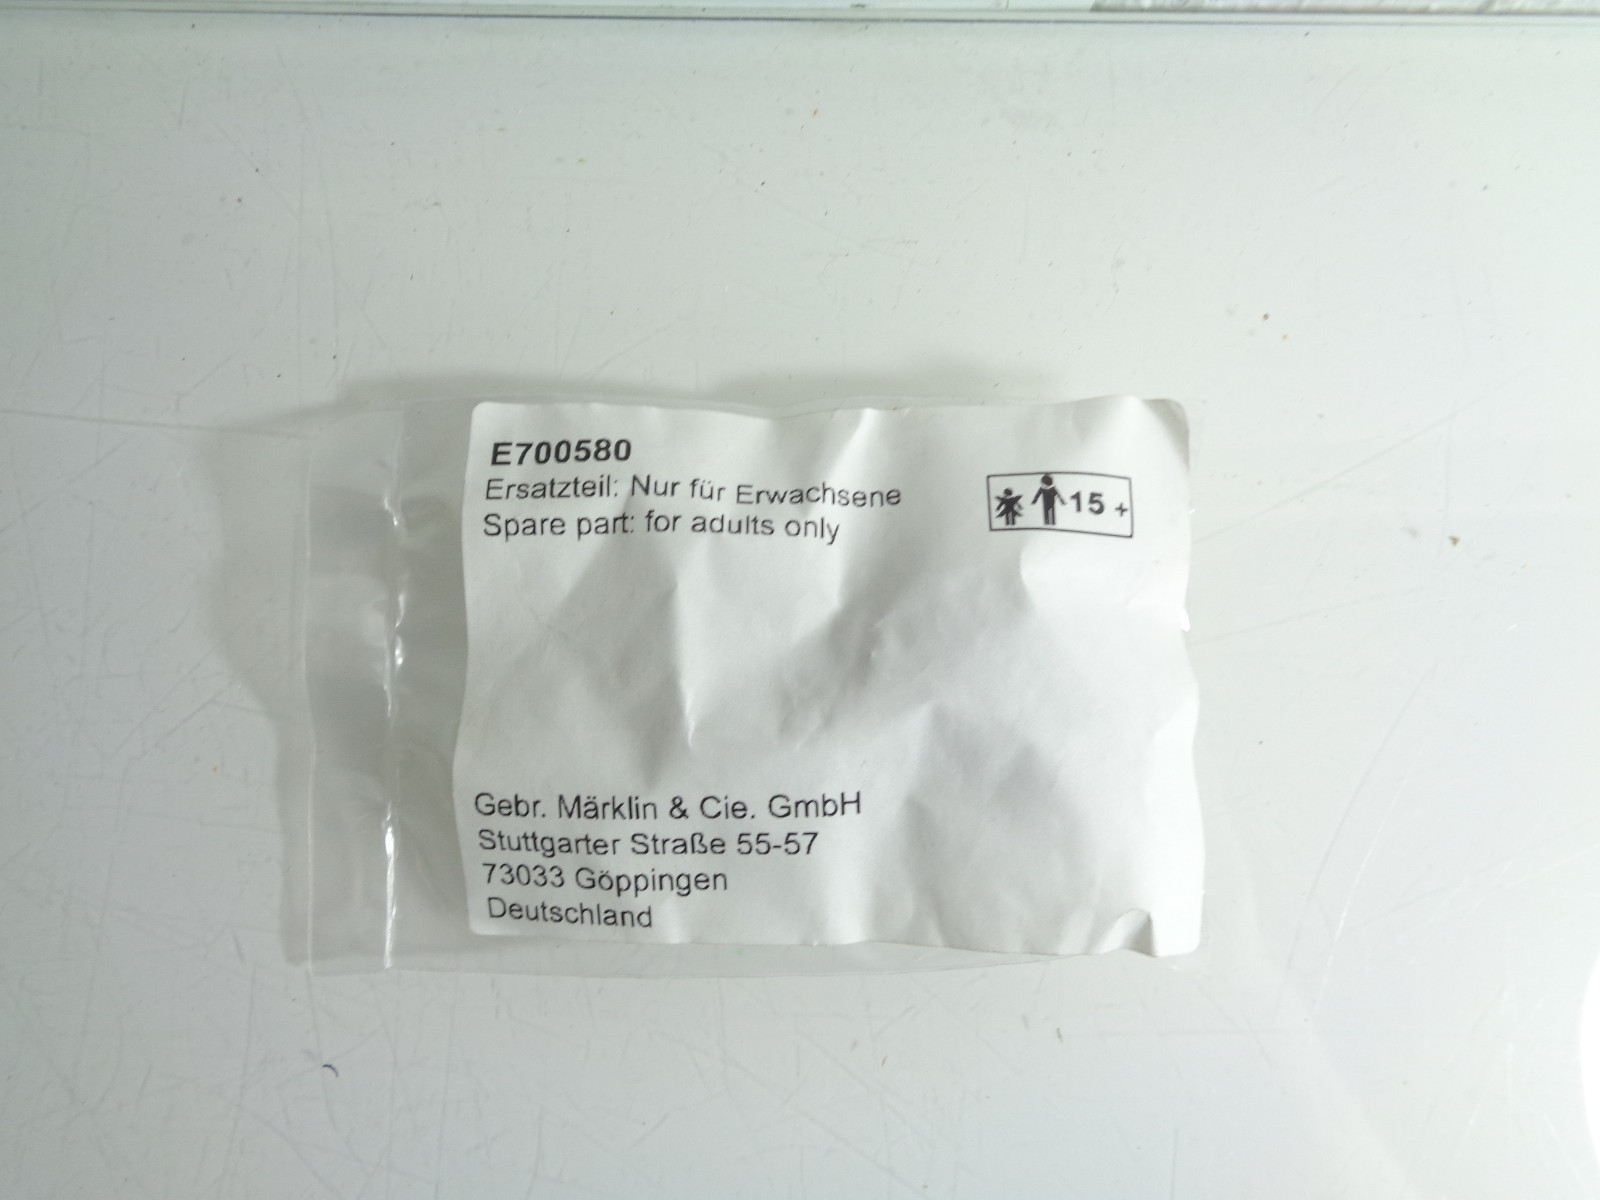 E700580
Ersatzteil: Nur für Erwachsene
Spare part: for adults only
15 +
Gebr. Märklin & Cie. GmbH
Stuttgarter Straße 55-57
73033 Göppingen
Deutschland